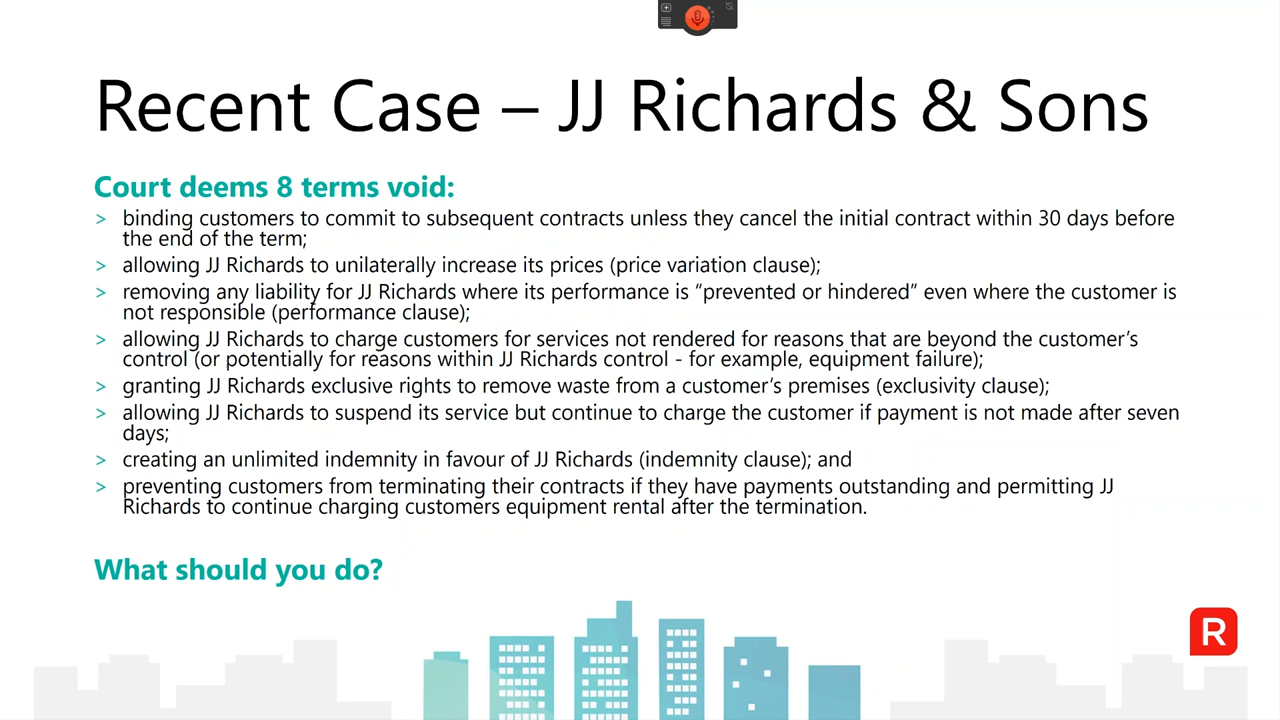 Recent Case – JJ Richards & Sons
Court deems 8 terms void:
> binding customers to commit to subsequent contracts unless they cancel the initial contract within 30 days before
the end of the term;
> allowing JJ Richards to unilaterally increase its prices (price variation clause);
> removing any liability for JJ Richards where its performance is “prevented or hindered” even where the customer is
not responsible (performance clause);
> allowing JJ Richards to charge customers for services not rendered for reasons that are beyond the customer’s
control (or potentially for reasons within JJ Richards control - for example, equipment failure);
> granting JJ Richards exclusive rights to remove waste from a customer’s premises (exclusivity clause);
> allowing JJ Richards to suspend its service but continue to charge the customer if payment is not made after seven
days;
> creating an unlimited indemnity in favour of JJ Richards (indemnity clause); and
> preventing customers from terminating their contracts if they have payments outstanding and permitting JJ
Richards to continue charging customers equipment rental after the termination.
What should you do?
R